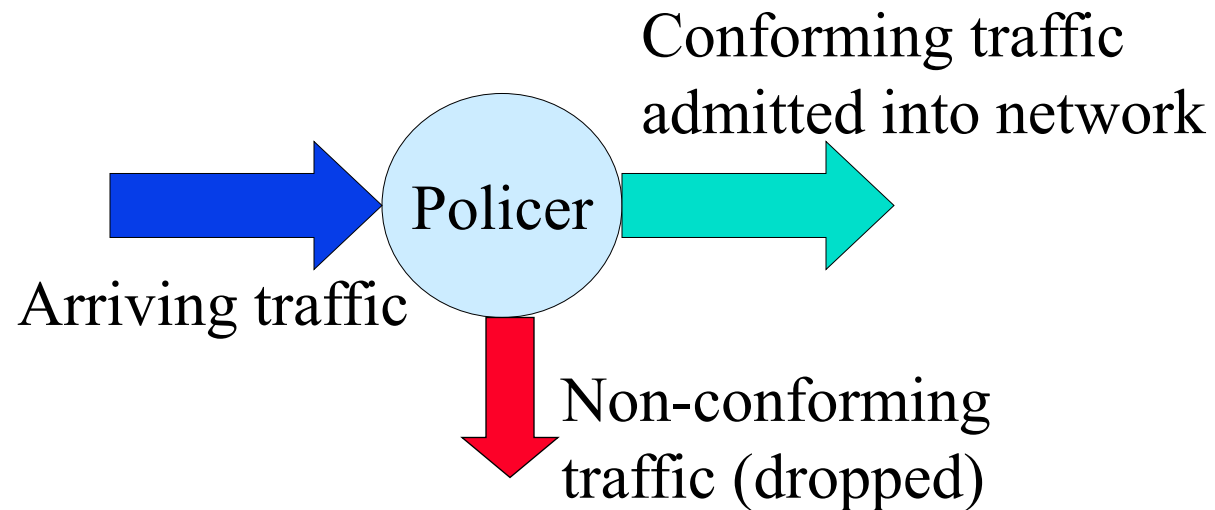 Conforming traffic
admitted into network
Policer
Arriving traffic
Non-conforming
traffic (dropped)